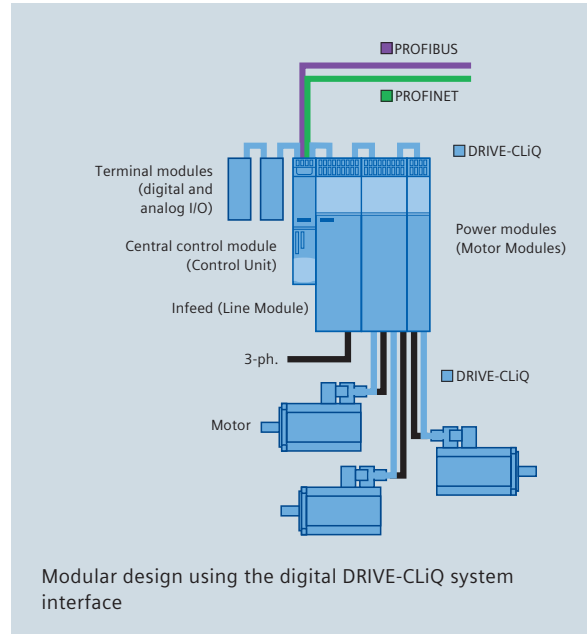 PROFIBUS
PROFINET
DRIVE-CLiQ
Terminal modules
(digital and
analog I/O)
Power modules
(Motor Modules)
Central control module
(Control Unit)
Infeed (Line Module)
3-ph.
DRIVE-CLiQ
Motor
Modular design using the digital DRIVE-CLiQ system
interface